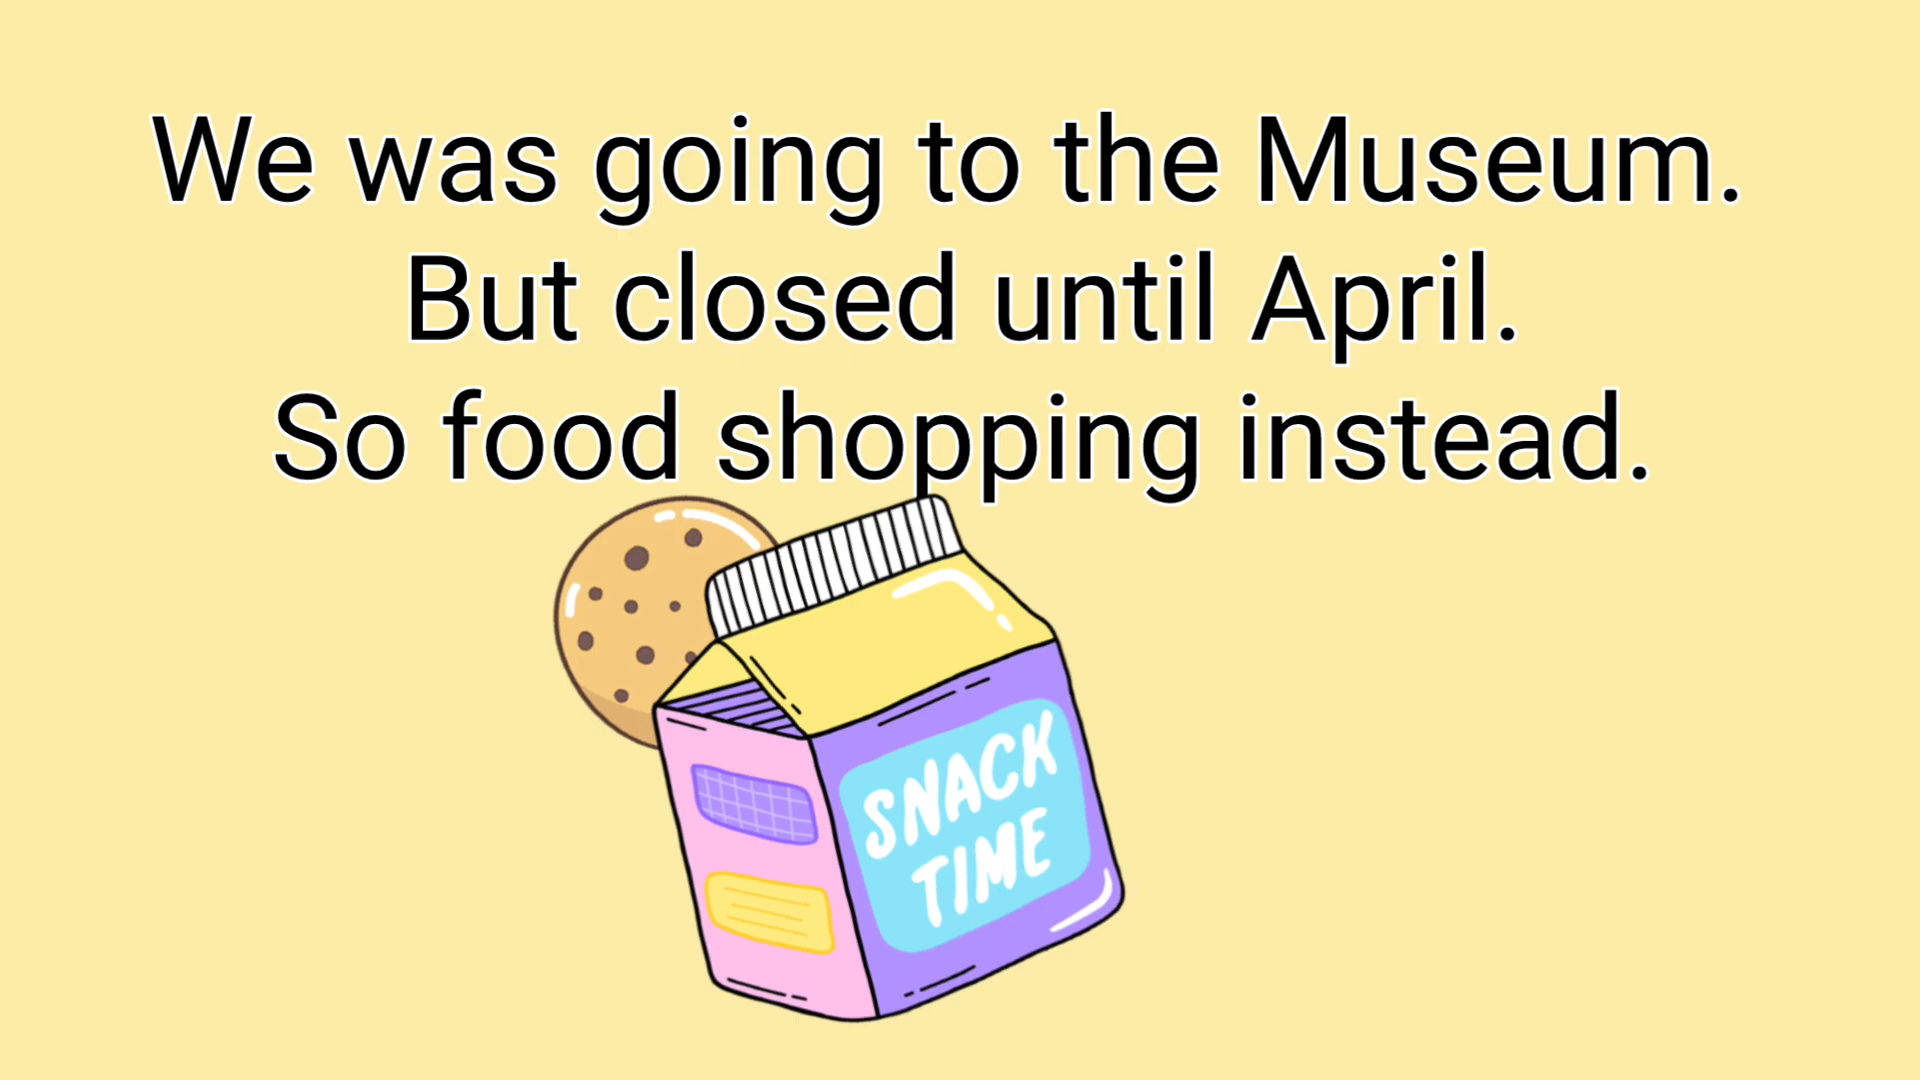 We was going to the Museum.
But closed until April.
So food shopping instead.
SNACK
TIME